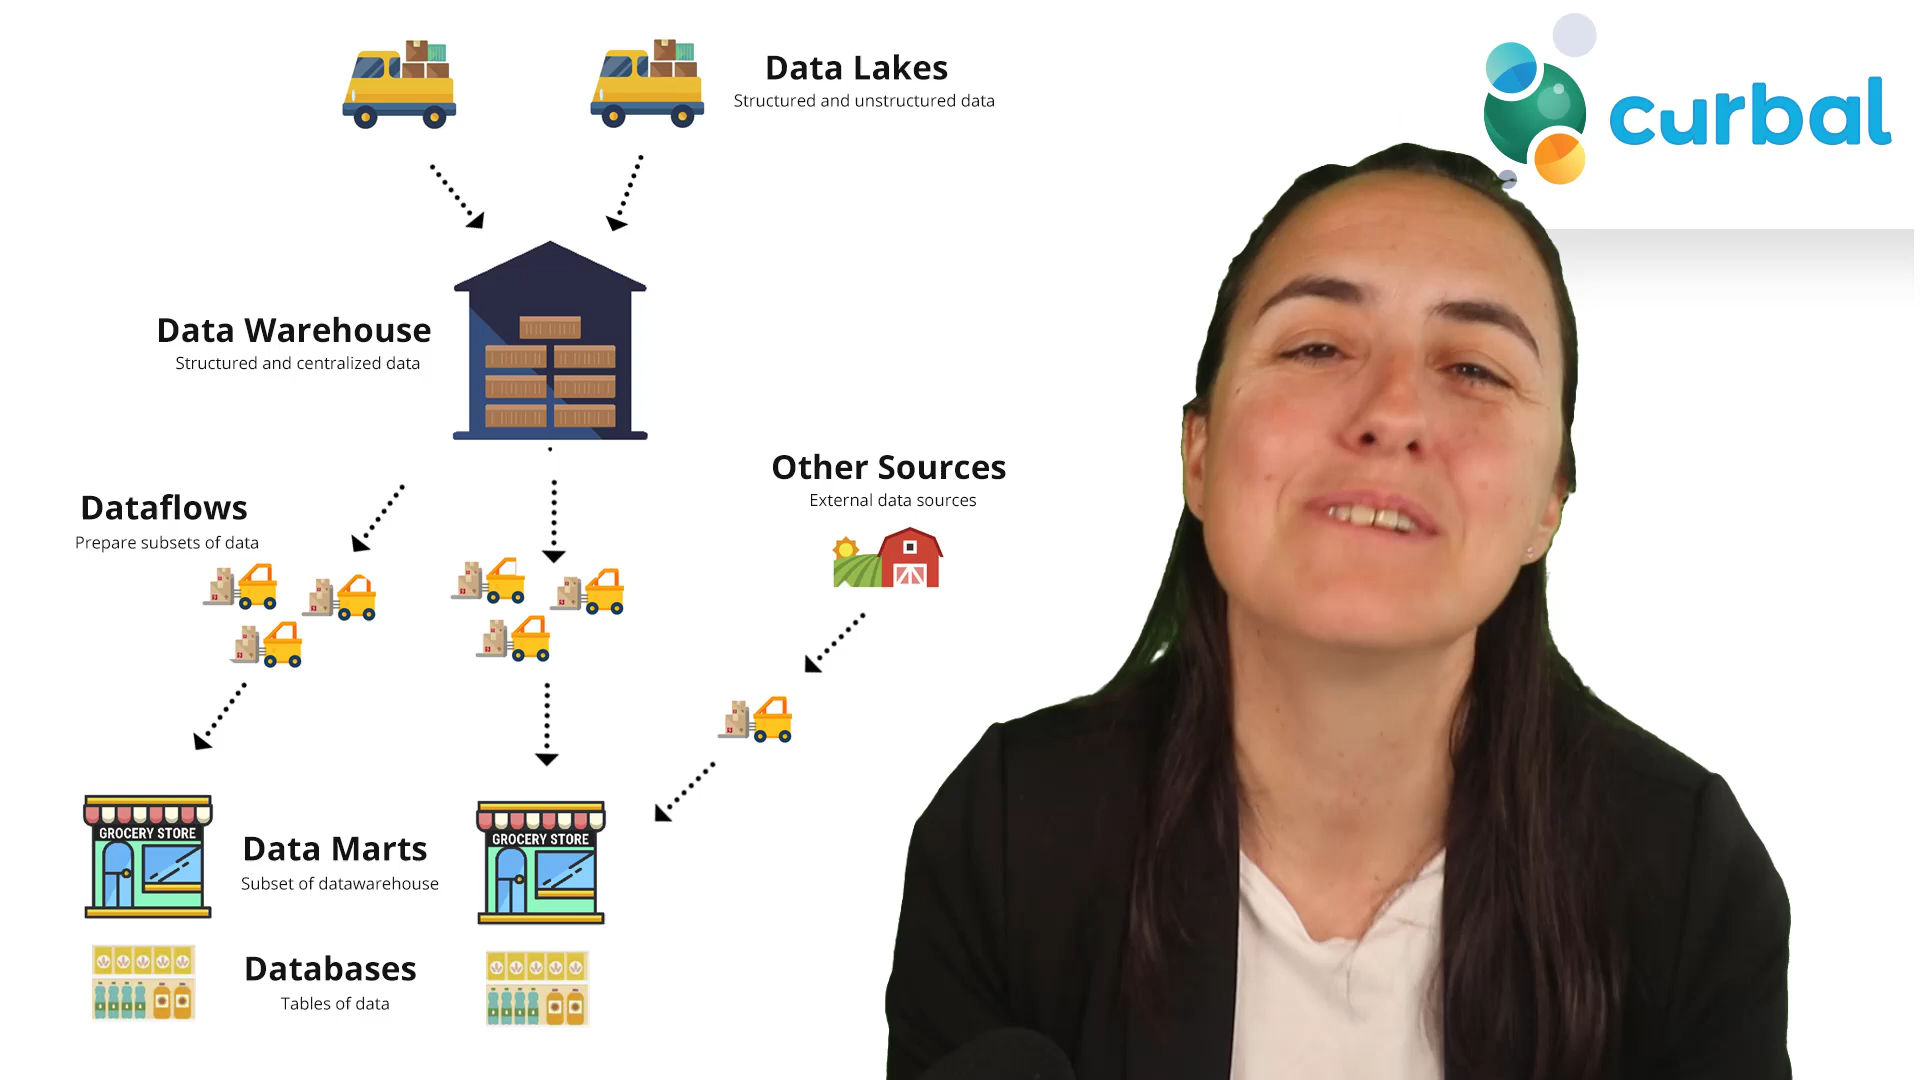 Data Lakes
Structured and unstructured data
curbal
Data Warehouse
Structured and centralized data
Other Sources
External data sources
Dataflows
Prepare subsets of data
GROCERY STORE
Data Marts
Subset of datawarehouse
GROCERY STORE
Databases
Tables of data